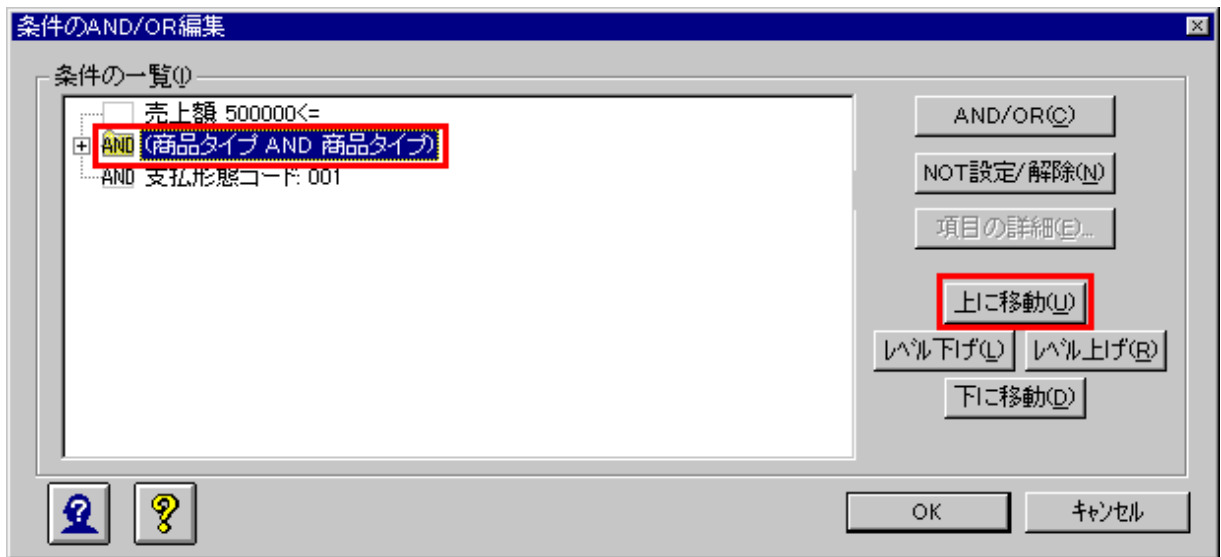 条件のAND/OR編集
条件の一覧(I)
売上額 500000<=
AND (商品タイプ AND 商品タイプ)
AND 支払形態コード: 001
AND/OR(C)
NOT設定/解除(N)
項目の詳細(E)...
上に移動(U)
レベル下げ(L) レベル上げ(R)
下に移動(D)
OK キャンセル